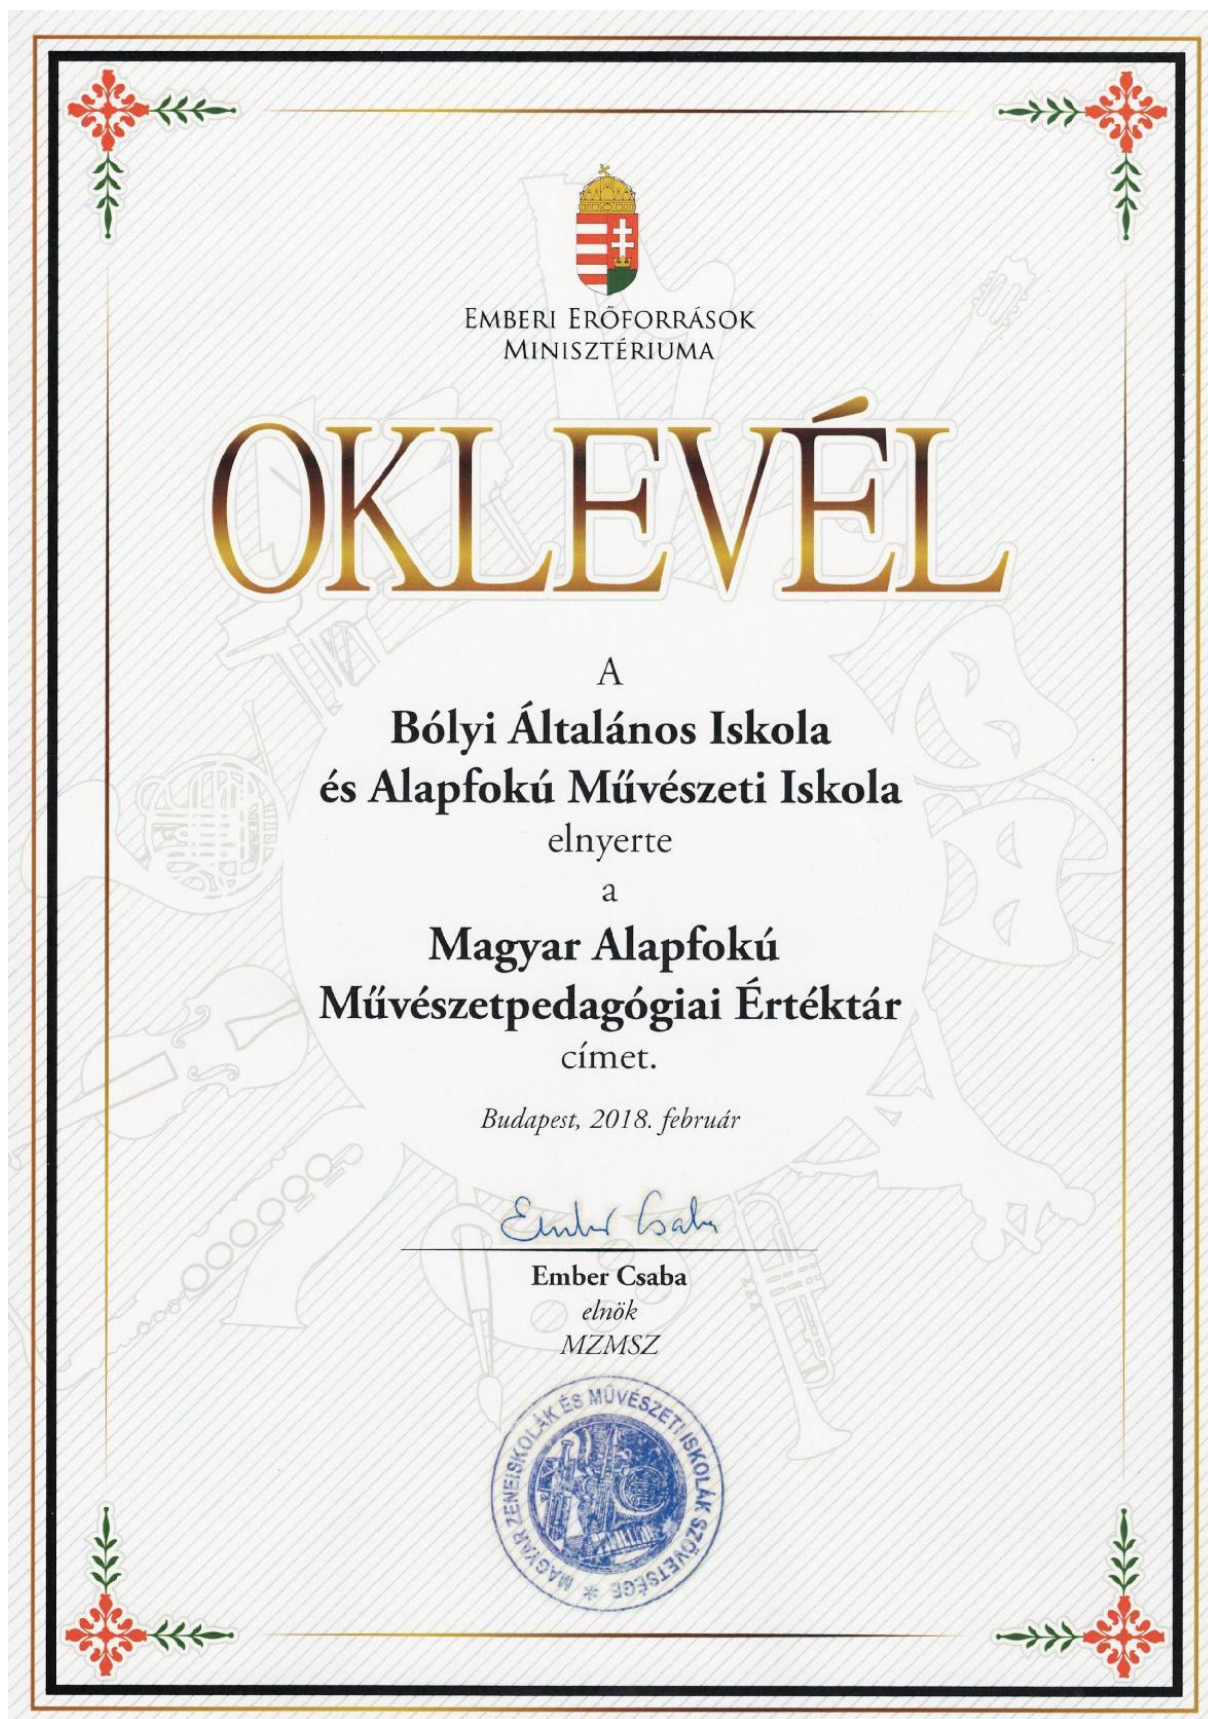 EMBERI ERŐFORRÁSOK
MINISZTÉRIUMA
OKLEVÉL
A
Bólyi Általános Iskola
és Alapfokú Művészeti Iskola
elnyerte
a
Magyar Alapfokú
Művészetpedagógiai Értéktár
címet.
Budapest, 2018. február
Ember Csaba
Ember Csaba
elnök
MZMSZ
MAGYAR ZENEISKOLÁK ÉS MŰVÉSZETI ISKOLÁK SZÖVETSÉGE *